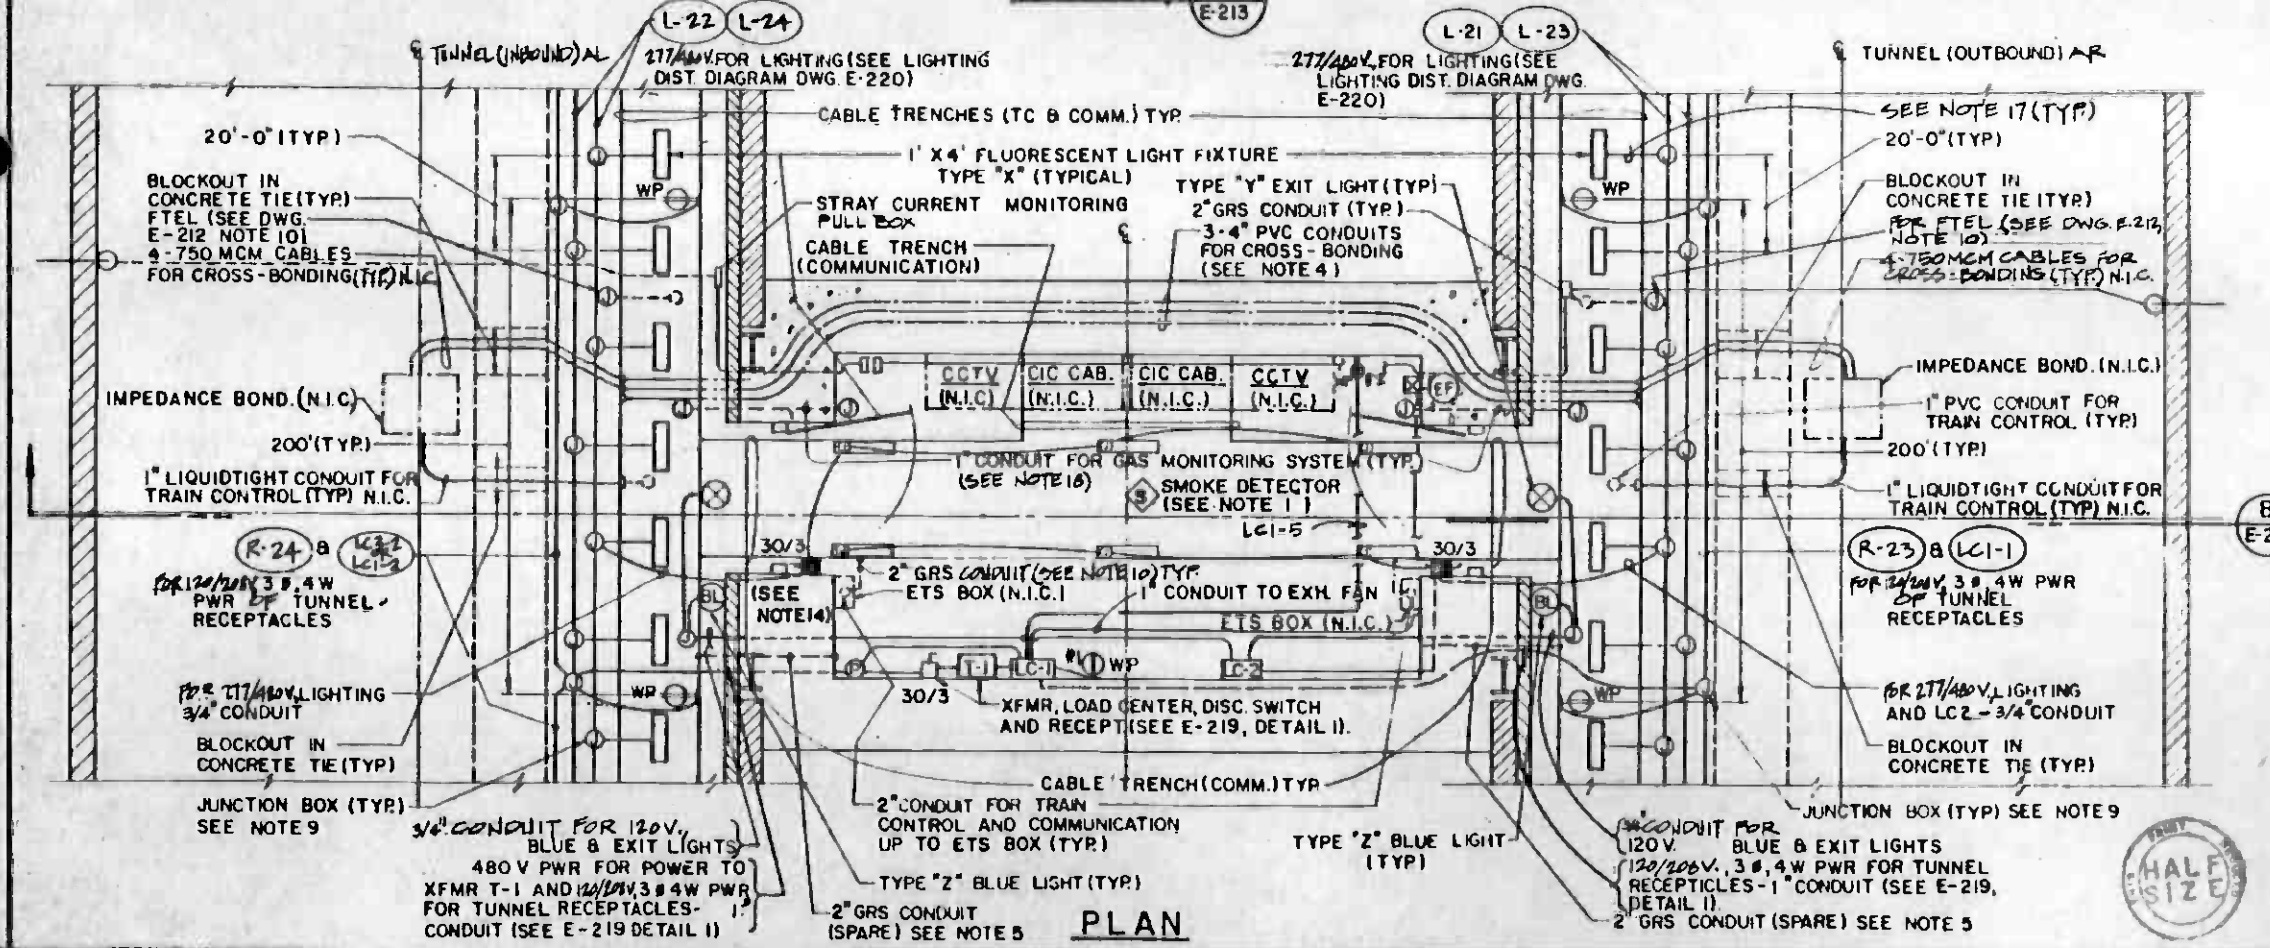 L-22 L-24
E-213
L-21 L-23
℄ TUNNEL (INBOUND) AL
277/480V. FOR LIGHTING (SEE LIGHTING
DIST. DIAGRAM DWG. E-220)
277/480V. FOR LIGHTING (SEE
LIGHTING DIST. DIAGRAM DWG.
E-220)
℄ TUNNEL (OUTBOUND) AR
CABLE TRENCHES (TC & COMM.) TYP.
SEE NOTE 17 (TYP.)
20'-0" (TYP.)
20'-0" (TYP.)
1' X 4' FLUORESCENT LIGHT FIXTURE
TYPE "X" (TYPICAL)
BLOCKOUT IN
CONCRETE TIE (TYP.)
FTEL (SEE DWG.
E-212 NOTE 10)
4-750 MCM CABLES
FOR CROSS-BONDING (TYP.) N.I.C.
WP
STRAY CURRENT MONITORING
PULL BOX
CABLE TRENCH
(COMMUNICATION)
℄
TYPE "Y" EXIT LIGHT (TYP.)
2" GRS CONDUIT (TYP.)
3-4" PVC CONDUITS
FOR CROSS-BONDING
(SEE NOTE 4)
WP
BLOCKOUT IN
CONCRETE TIE (TYP.)
FOR FTEL (SEE DWG. E-212,
NOTE 10)
4-750 MCM CABLES FOR
CROSS-BONDING (TYP.) N.I.C.
CCTV
(N.I.C.)
CIC CAB.
(N.I.C.)
CIC CAB.
(N.I.C.)
CCTV
(N.I.C.)
EF
J
J
J
J
IMPEDANCE BOND. (N.I.C)
IMPEDANCE BOND. (N.I.C.)
1" PVC CONDUIT FOR
TRAIN CONTROL (TYP.)
200' (TYP.)
200' (TYP.)
1" LIQUIDTIGHT CONDUIT FOR
TRAIN CONTROL (TYP) N.I.C.
1" CONDUIT FOR GAS MONITORING SYSTEM (TYP.)
(SEE NOTE 18)
S SMOKE DETECTOR
(SEE NOTE 1)
LC1-5
1" LIQUIDTIGHT CONDUIT FOR
TRAIN CONTROL (TYP) N.I.C.
R-24 &
LC1-2
FOR 120/208V, 3 ø, 4W
PWR OF TUNNEL
RECEPTACLES
30/3
30/3
R-23 & LC1-1
FOR 120/208V, 3 ø, 4W PWR
OF TUNNEL
RECEPTACLES
BL
(SEE
NOTE 14)
2" GRS CONDUIT (SEE NOTE 10) TYP.
ETS BOX (N.I.C.)
1" CONDUIT TO EXH. FAN
ETS BOX (N.I.C.)
BL
T-1 LC-1 WP LC-2
30/3
XFMR, LOAD CENTER, DISC. SWITCH
AND RECEPT. (SEE E-219, DETAIL 1).
WP
WP
FOR 277/480V, LIGHTING
3/4" CONDUIT
FOR 277/480V, LIGHTING
AND LC2 - 3/4" CONDUIT
BLOCKOUT IN
CONCRETE TIE (TYP)
BLOCKOUT IN
CONCRETE TIE (TYP.)
CABLE TRENCH (COMM.) TYP.
JUNCTION BOX (TYP.)
SEE NOTE 9
JUNCTION BOX (TYP) SEE NOTE 9
3/4" CONDUIT FOR 120V.,
BLUE & EXIT LIGHTS
480 V PWR FOR POWER TO
XFMR T-1 AND 120/208V, 3 ø 4W PWR
FOR TUNNEL RECEPTACLES- 1"
CONDUIT (SEE E-219 DETAIL 1)
2" CONDUIT FOR TRAIN
CONTROL AND COMMUNICATION
UP TO ETS BOX (TYP.)
TYPE "Z" BLUE LIGHT (TYP.)
2" GRS CONDUIT
(SPARE) SEE NOTE 5
TYPE "Z" BLUE LIGHT
(TYP)
3/4" CONDUIT FOR
120 V. BLUE & EXIT LIGHTS
120/208V., 3 ø, 4W PWR FOR TUNNEL
RECEPTICLES - 1" CONDUIT (SEE E-219,
DETAIL 1)
2" GRS CONDUIT (SPARE) SEE NOTE 5
PLAN
HALF
SIZE